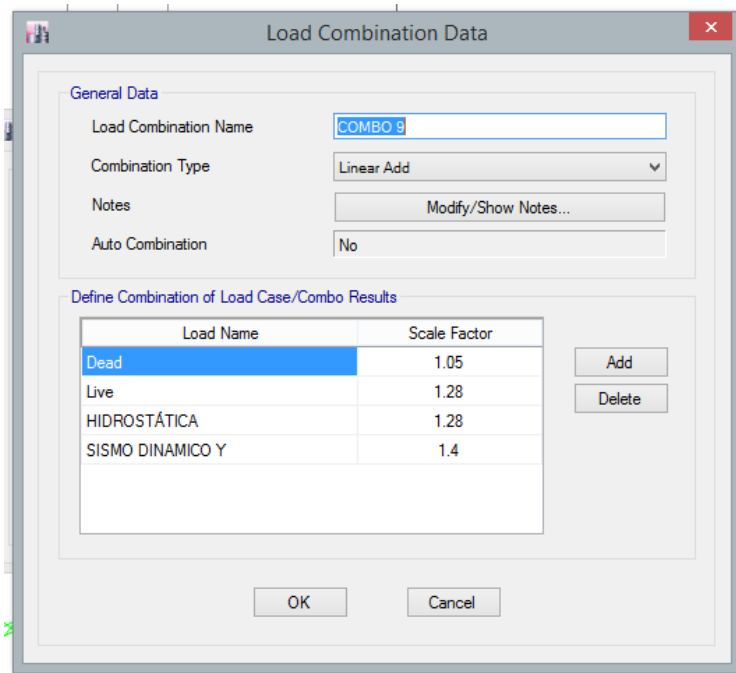 Load Combination Data
General Data
Load Combination Name COMBO 9
Combination Type Linear Add
Notes Modify/Show Notes...
Auto Combination No
Define Combination of Load Case/Combo Results
Load Name Scale Factor
Dead 1.05 Add
Live 1.28 Delete
HIDROSTÁTICA 1.28
SISMO DINAMICO Y 1.4
OK Cancel